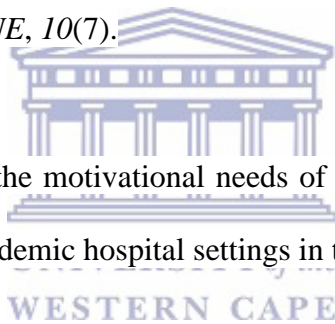 NE, 10(7).
the motivational needs of
demic hospital settings in t
WESTERN CAPE